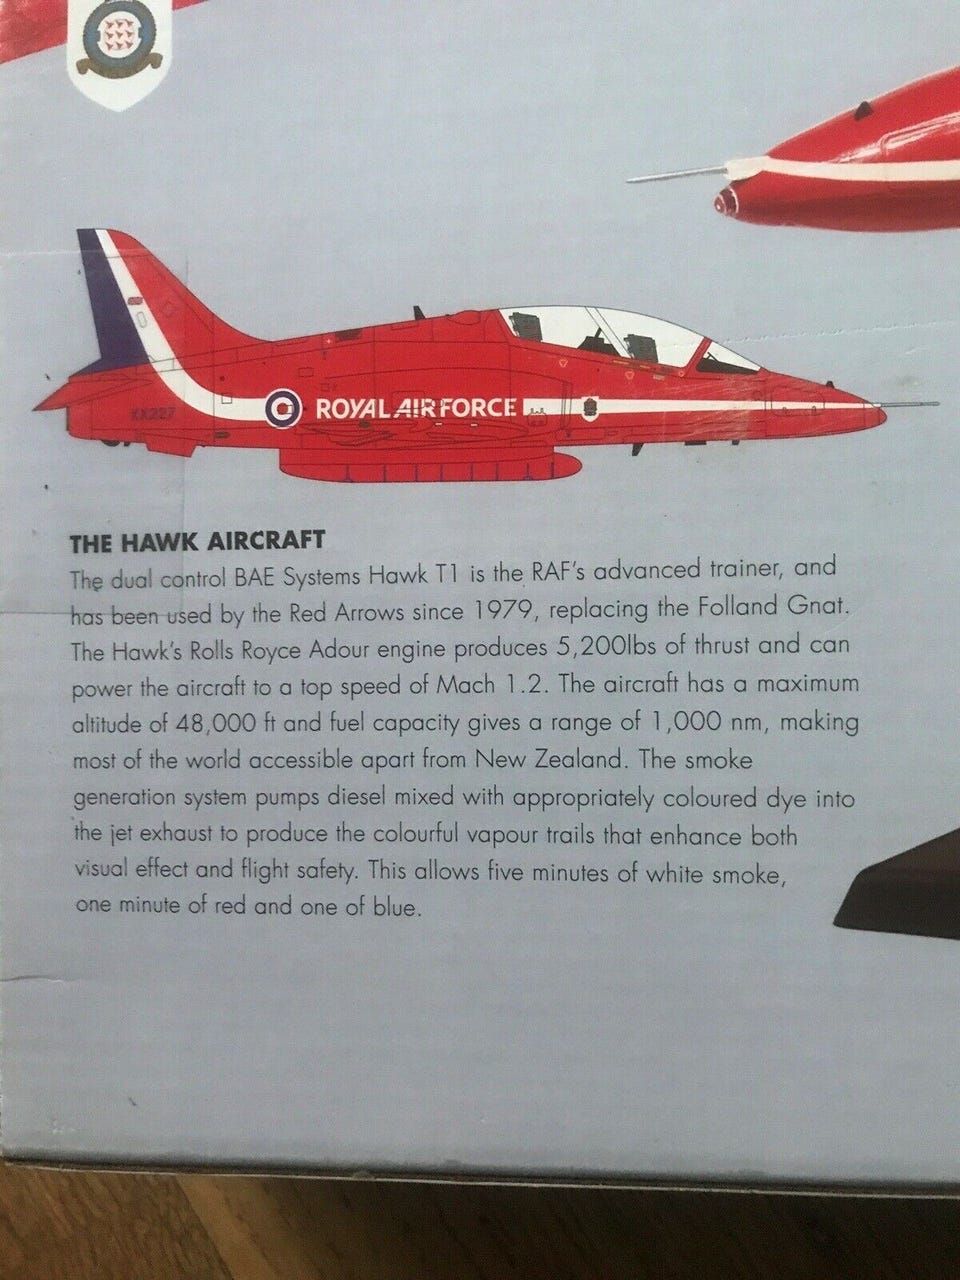 XX227
ROYAL AIR FORCE
THE HAWK AIRCRAFT
The dual control BAE Systems Hawk T1 is the RAF's advanced trainer, and
has been used by the Red Arrows since 1979, replacing the Folland Gnat.
The Hawk's Rolls Royce Adour engine produces 5,200lbs of thrust and can
power the aircraft to a top speed of Mach 1.2. The aircraft has a maximum
altitude of 48,000 ft and fuel capacity gives a range of 1,000 nm, making
most of the world accessible apart from New Zealand. The smoke
generation system pumps diesel mixed with appropriately coloured dye into
the jet exhaust to produce the colourful vapour trails that enhance both
visual effect and flight safety. This allows five minutes of white smoke,
one minute of red and one of blue.